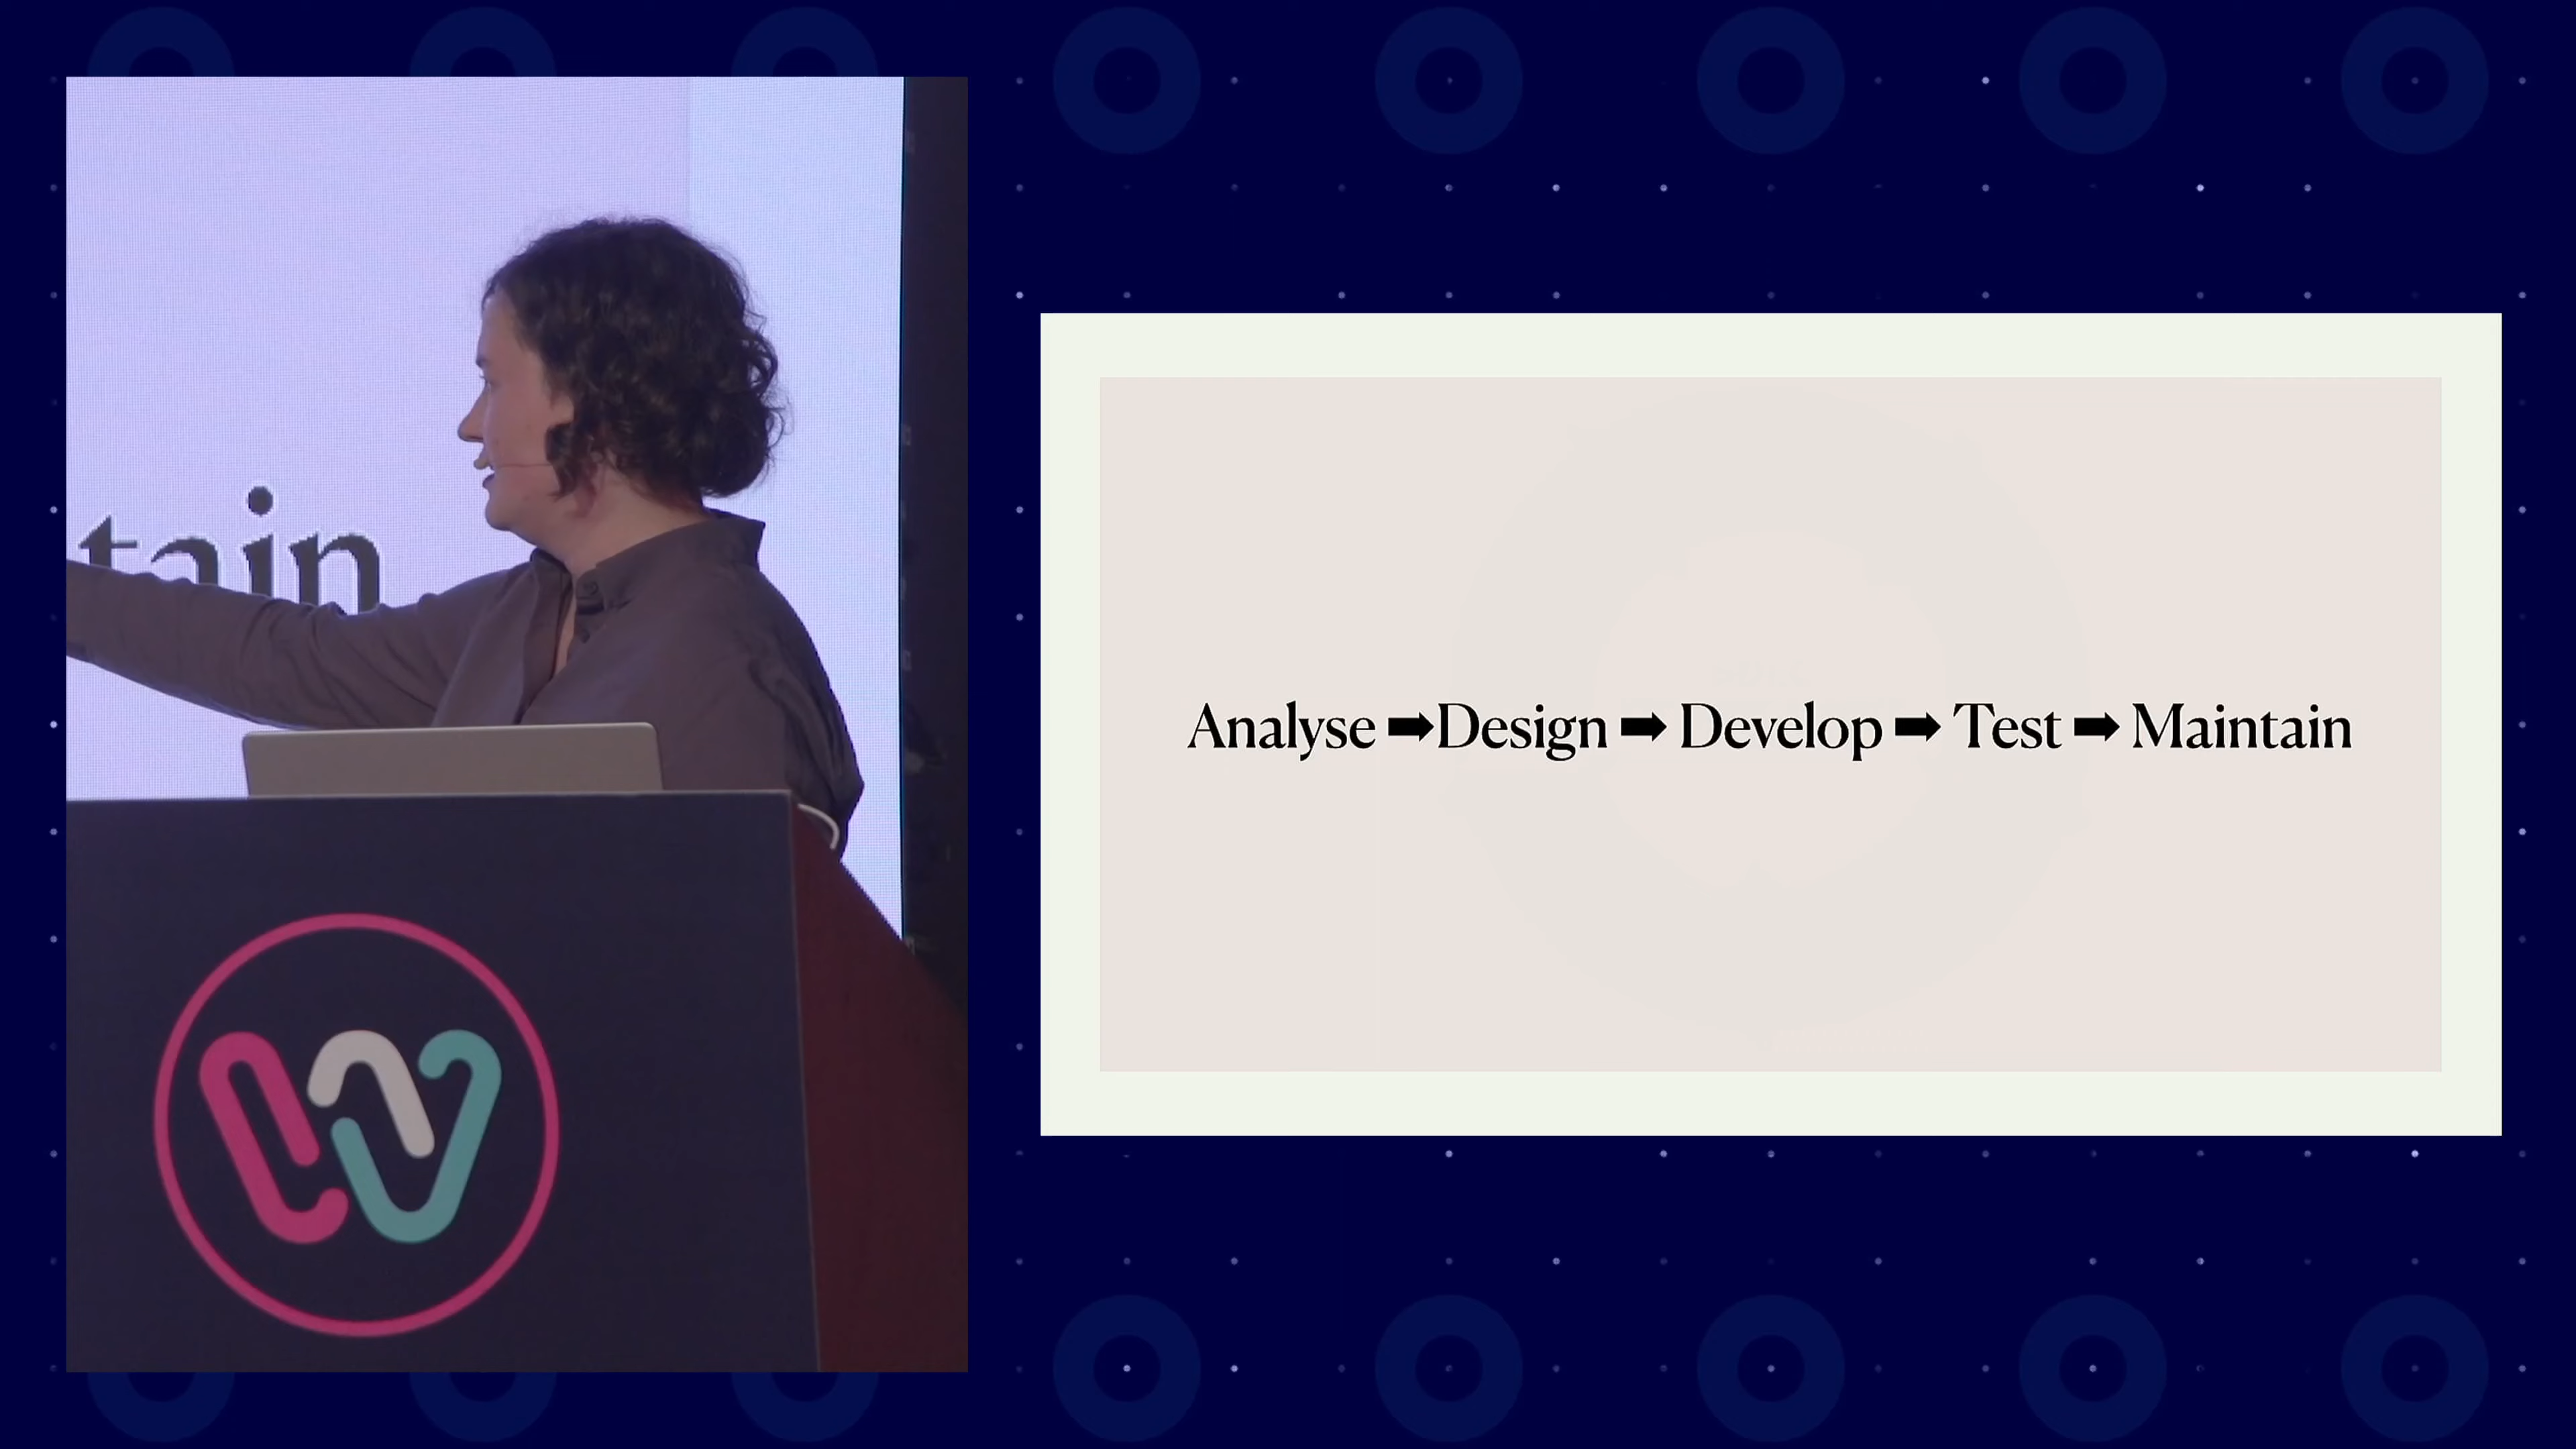 tain
Analyse ➡Design ➡ Develop ➡ Test ➡ Maintain